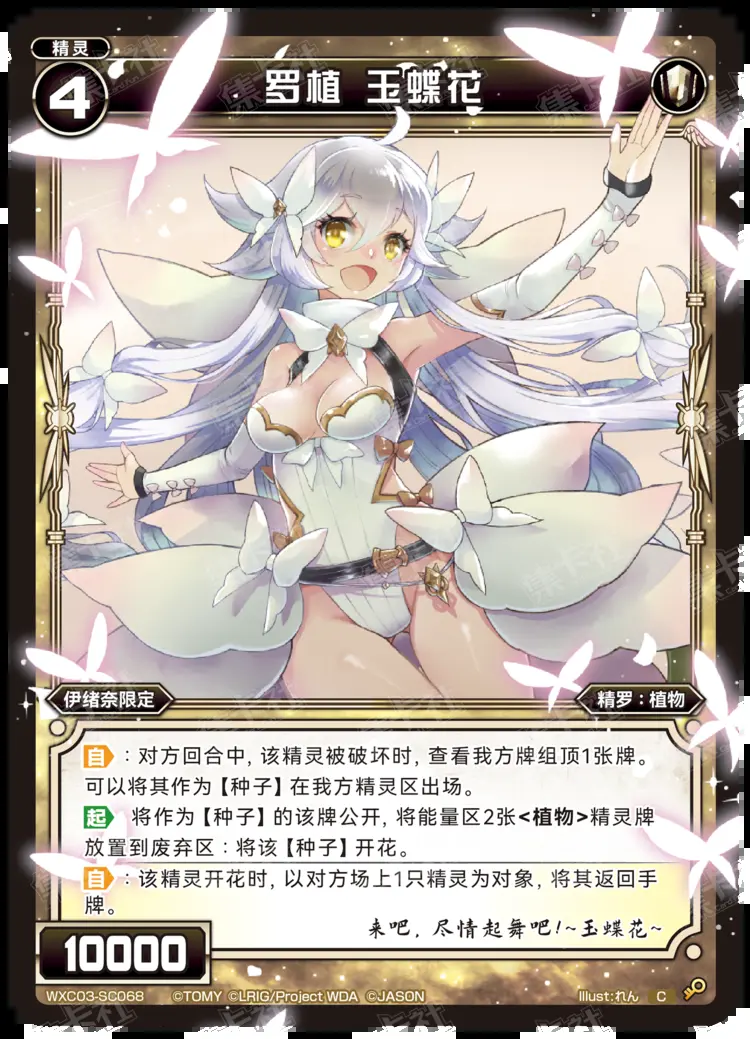 精灵
4
罗植 玉蝶花
伊绪奈限定
精罗：植物
自：对方回合中，该精灵被破坏时，查看我方牌组顶1张牌。
可以将其作为【种子】在我方精灵区出场。
起 将作为【种子】的该牌公开，将能量区2张<植物>精灵牌
放置到废弃区：将该【种子】开花。
自：该精灵开花时，以对方场上1只精灵为对象，将其返回手
牌。
来吧，尽情起舞吧!~玉蝶花~
10000
WXC03-SC068 ©TOMY ©LRIG/Project WDA ©JASON Illust:れん C
集卡社